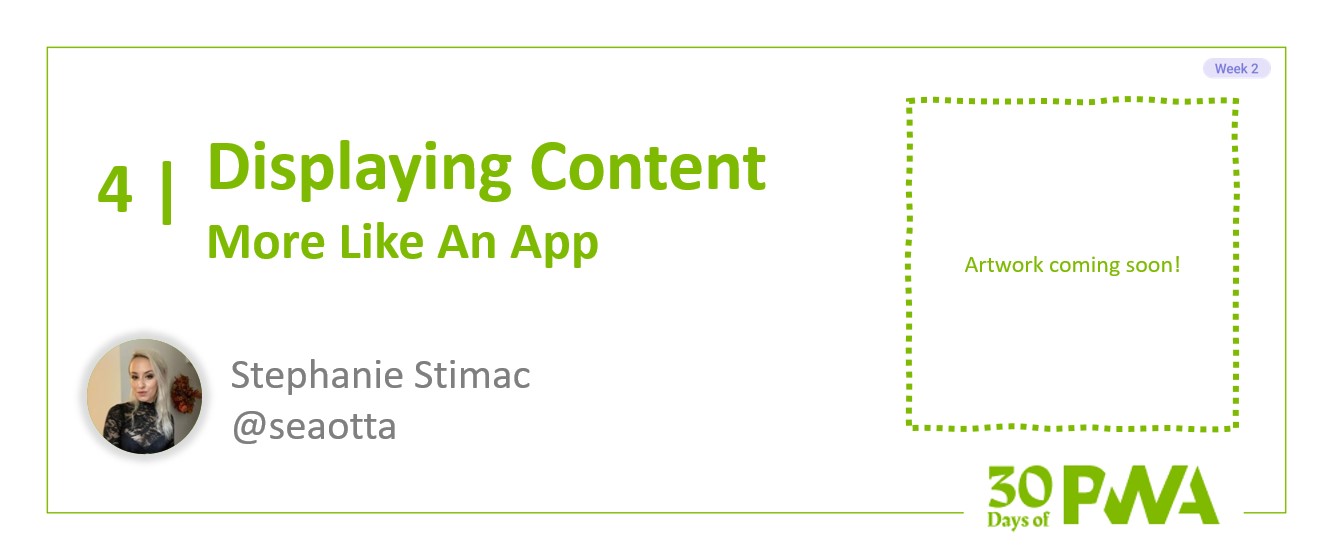 Week 2
4 | Displaying Content
More Like An App
Artwork coming soon!
Stephanie Stimac
@seaotta
30 Days of PWA